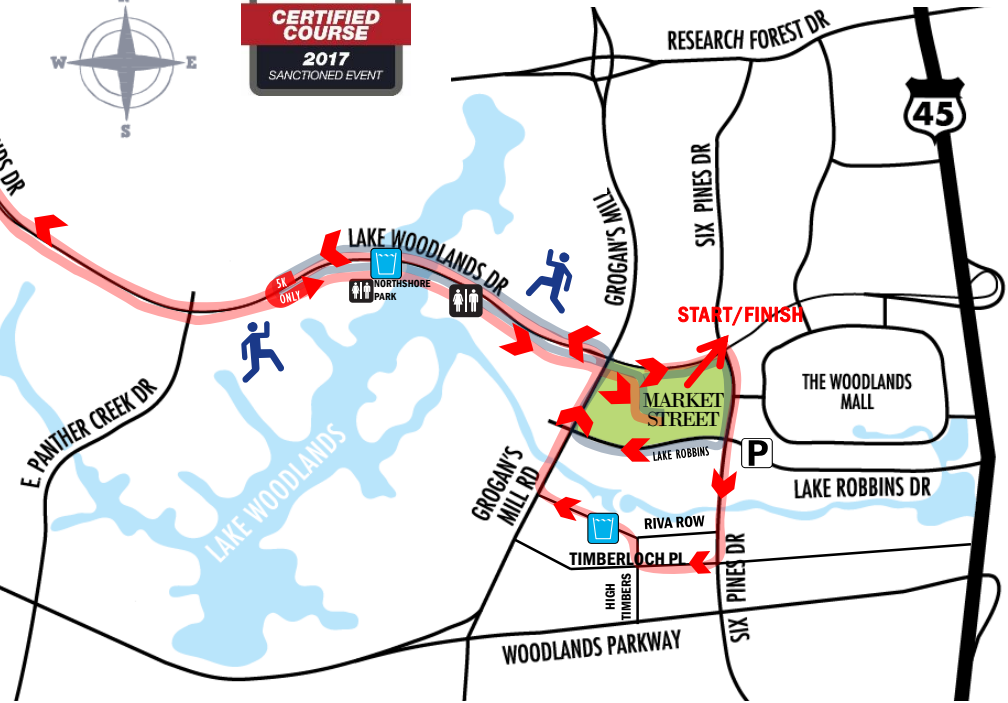 CERTIFIED
COURSE
2017
SANCTIONED EVENT
W
E
S
RESEARCH FOREST DR
45
SIX PINES DR
GROGAN'S MILL
DS DR
LAKE WOODLANDS DR
5K
ONLY
NORTHSHORE
PARK
START/FINISH
MARKET
STREET
THE WOODLANDS
MALL
LAKE ROBBINS
P
LAKE ROBBINS DR
E. PANTHER CREEK DR
LAKE WOODLANDS
GROGAN'S
MILL RD
RIVA ROW
TIMBERLOCH PL
HIGH
TIMBERS
SIX PINES DR
WOODLANDS PARKWAY